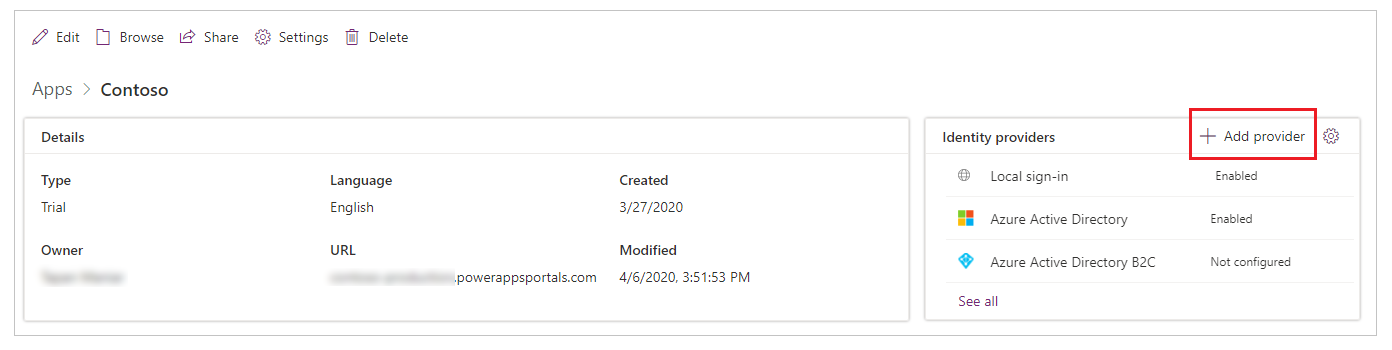 Edit Browse Share Settings Delete
Apps > Contoso
Details
Type Language Created
Trial English 3/27/2020
Owner URL Modified
.powerappsportals.com 4/6/2020, 3:51:53 PM
Identity providers + Add provider
Local sign-in Enabled
Azure Active Directory Enabled
Azure Active Directory B2C Not configured
See all